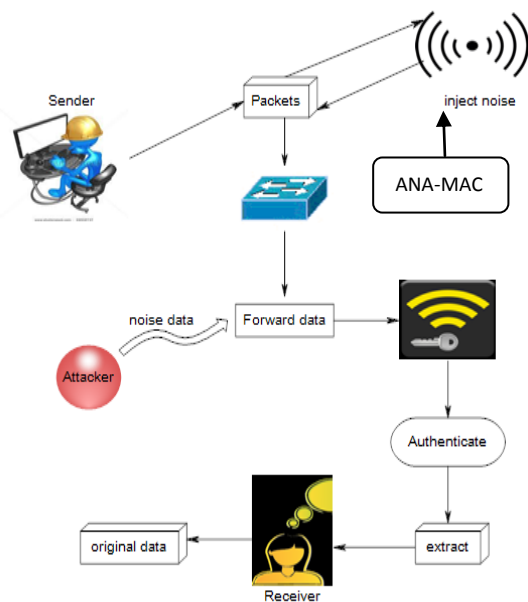 Sender
Packets
inject noise
ANA-MAC
noise data
Forward data
Attacker
Authenticate
original data
extract
Receiver